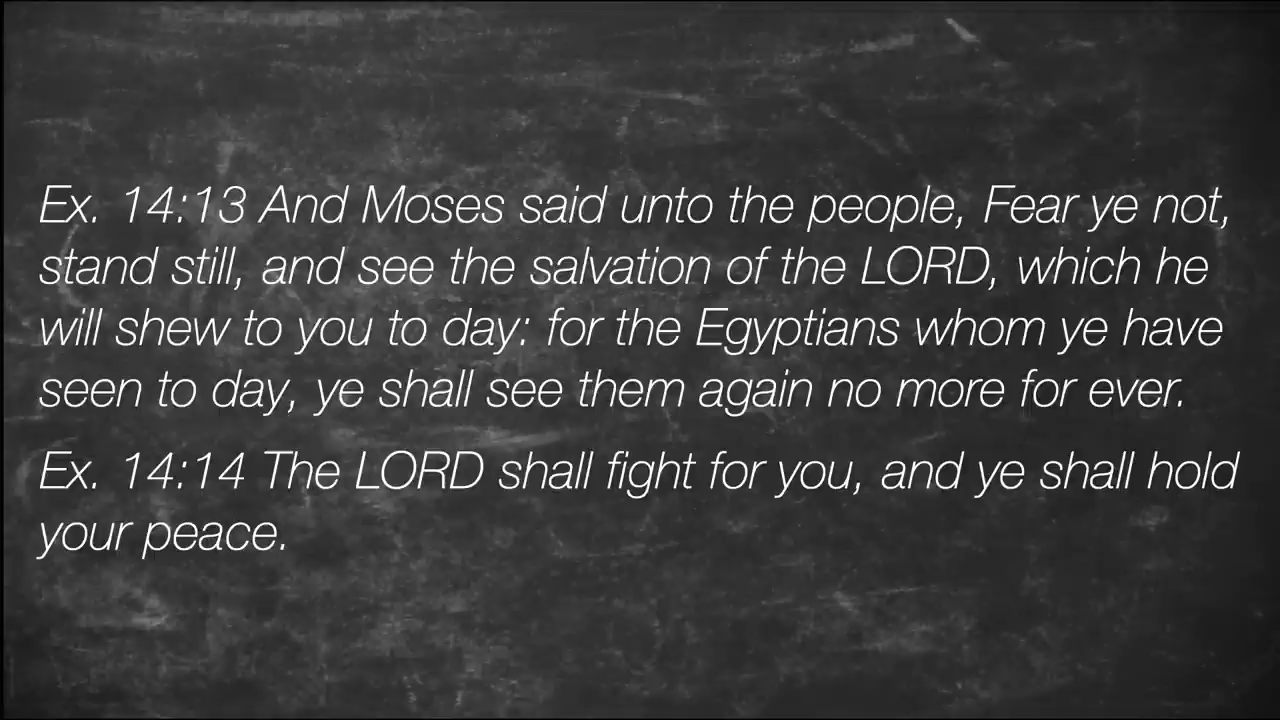 Ex. 14:13 And Moses said unto the people, Fear ye not,
stand still, and see the salvation of the LORD, which he
will shew to you to day: for the Egyptians whom ye have
seen to day, ye shall see them again no more for ever.
Ex. 14:14 The LORD shall fight for you, and ye shall hold
your peace.